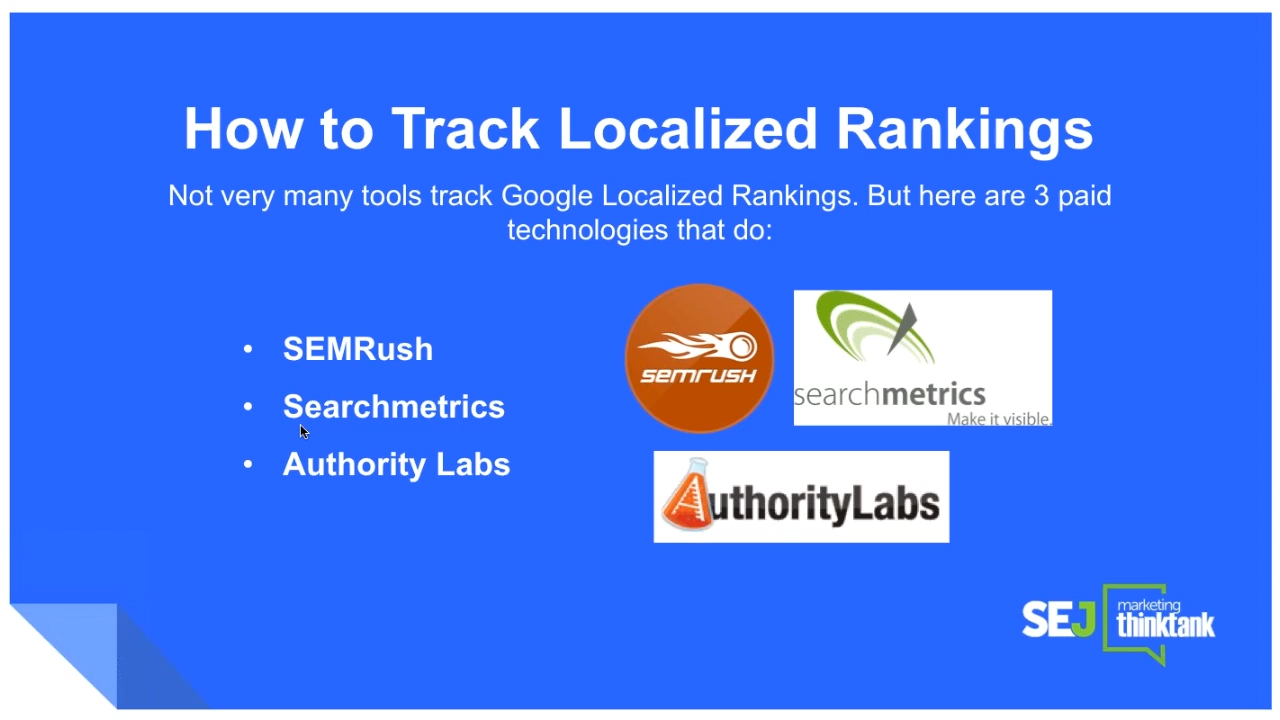 How to Track Localized Rankings
Not very many tools track Google Localized Rankings. But here are 3 paid
technologies that do:
• SEMRush
• Searchmetrics
• Authority Labs
semrush
searchmetrics
Make it visible.
AuthorityLabs
SEJ
marketing
thinktank